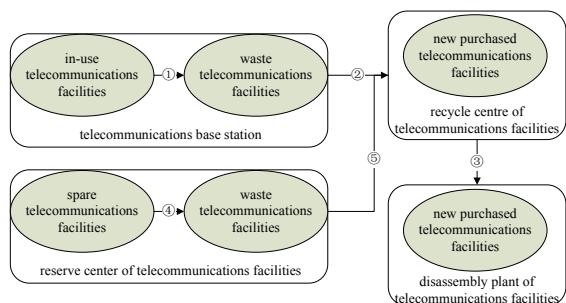 in-use
telecommunications
facilities
①
waste
telecommunications
facilities
telecommunications base station
②
new purchased
telecommunications
facilities
recycle centre of
telecommunications facilities
⑤
③
spare
telecommunications
facilities
④
waste
telecommunications
facilities
reserve center of telecommunications facilities
new purchased
telecommunications
facilities
disassembly plant of
telecommunications facilities